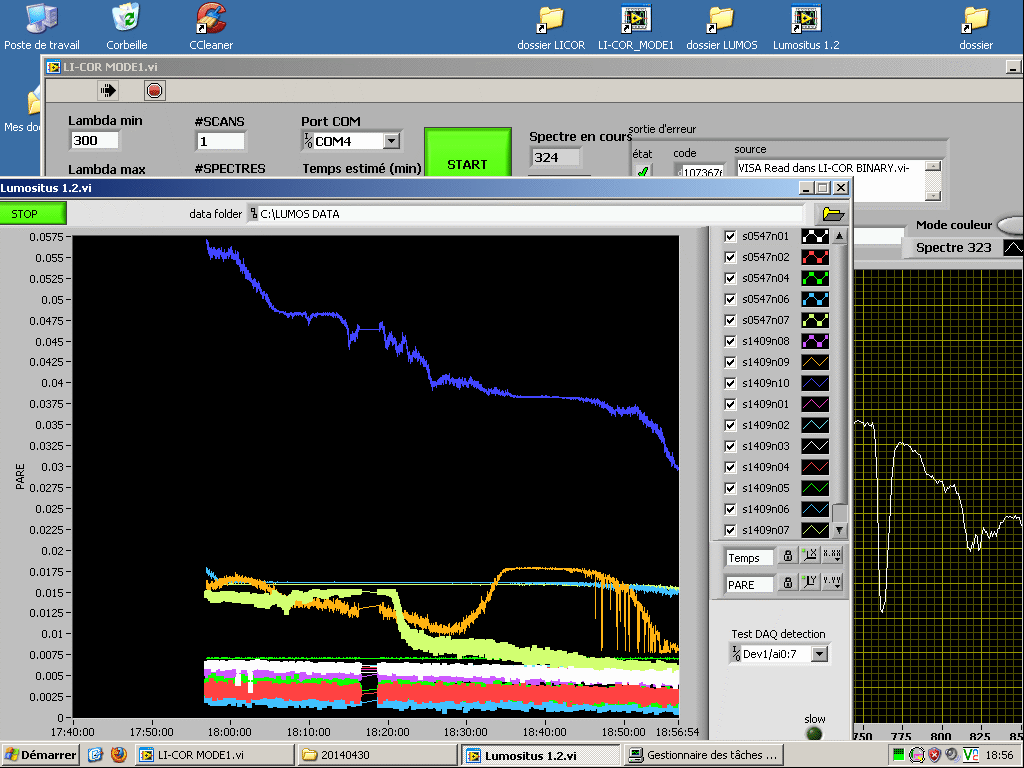 Poste de travail
Corbeille
CCleaner
dossier LICOR
LI-COR_MODE1
dossier LUMOS
Lumositus 1.2
dossier
LI-COR MODE1.vi
Lambda min
300
#SCANS
1
Port COM
COM4
START
Spectre en cours
324
sortie d'erreur
état
code
source
VISA Read dans LI-COR BINARY.vi-
Lambda max
#SPECTRES
Temps estimé (min)
Mode couleur
Spectre 323
Lumositus 1.2.vi
STOP
data folder
C:\LUMOS DATA
0.0575
0.055
0.0525
0.05
0.0475
0.045
0.0425
0.04
0.0375
0.035
0.0325
0.03
0.0275
0.025
0.0225
0.02
0.0175
0.015
0.0125
0.01
0.0075
0.005
0.0025
0
PARE
17:40:00
17:50:00
18:00:00
18:10:00
18:20:00
18:30:00
18:40:00
18:50:00
18:56:54
s0547n01
s0547n02
s0547n04
s0547n06
s0547n07
s1409n08
s1409n09
s1409n10
s1409n01
s1409n02
s1409n03
s1409n04
s1409n05
s1409n06
s1409n07
Temps
PARE
Test DAQ detection
Dev1/ai0:7
slow
750
775
800
825
Démarrer
LI-COR MODE1.vi
20140430
Lumositus 1.2.vi
Gestionnaire des tâches ...
18:56